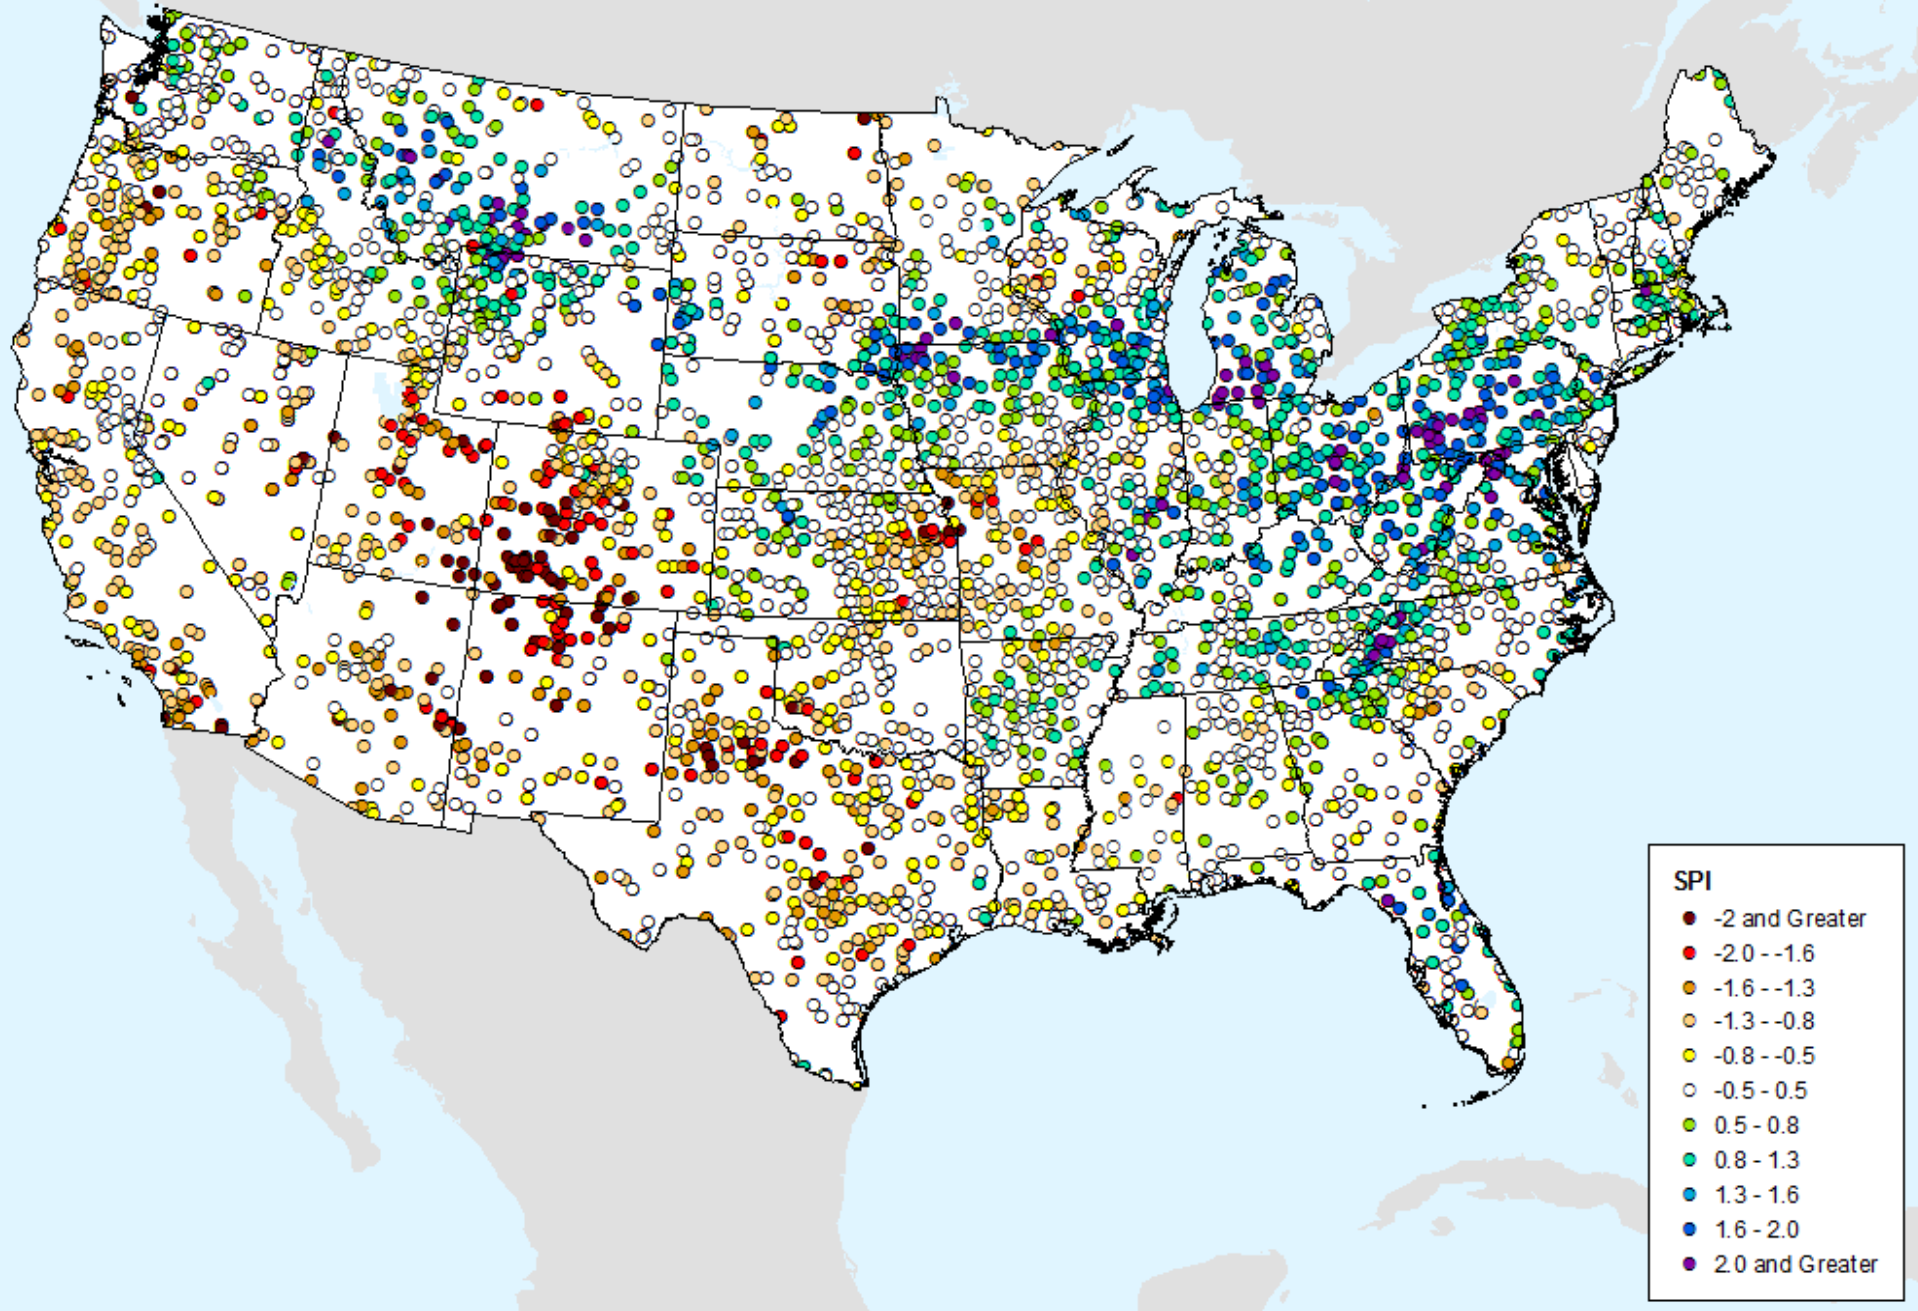 SPI
-2 and Greater
-2.0 - -1.6
-1.6 - -1.3
-1.3 - -0.8
-0.8 - -0.5
-0.5 - 0.5
0.5 - 0.8
0.8 - 1.3
1.3 - 1.6
1.6 - 2.0
2.0 and Greater